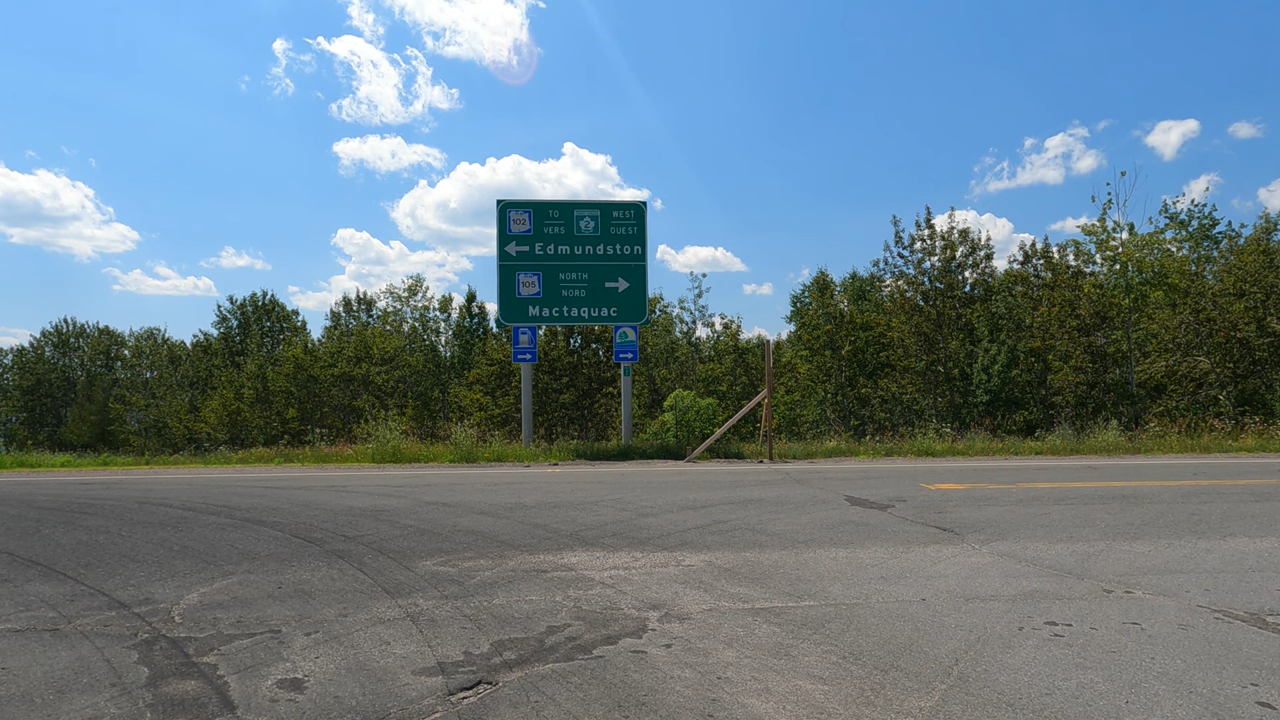 102 TO 2 WEST
VERS OUEST
Edmundston
105 NORTH
NORD
Mactaquac